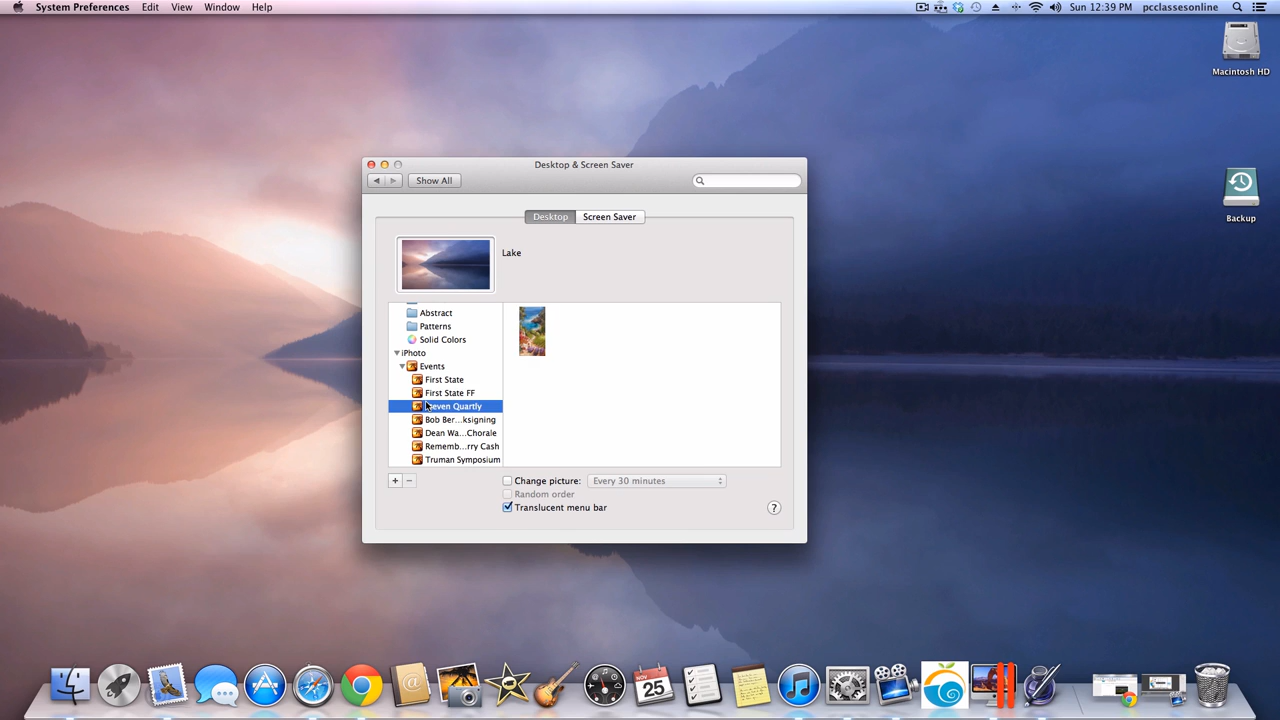 System Preferences Edit View Window Help Sun 12:39 PM pcclassesonline
Macintosh HD
Backup
Desktop & Screen Saver
Show All
Desktop Screen Saver
Lake
Abstract
Patterns
Solid Colors
iPhoto
Events
First State
First State FF
Quartly
Bob Ber...ksigning
Dean Wa...Chorale
Rememb...rry Cash
Truman Symposium
+ −
Change picture: Every 30 minutes
Random order
Translucent menu bar
?
NOV
25